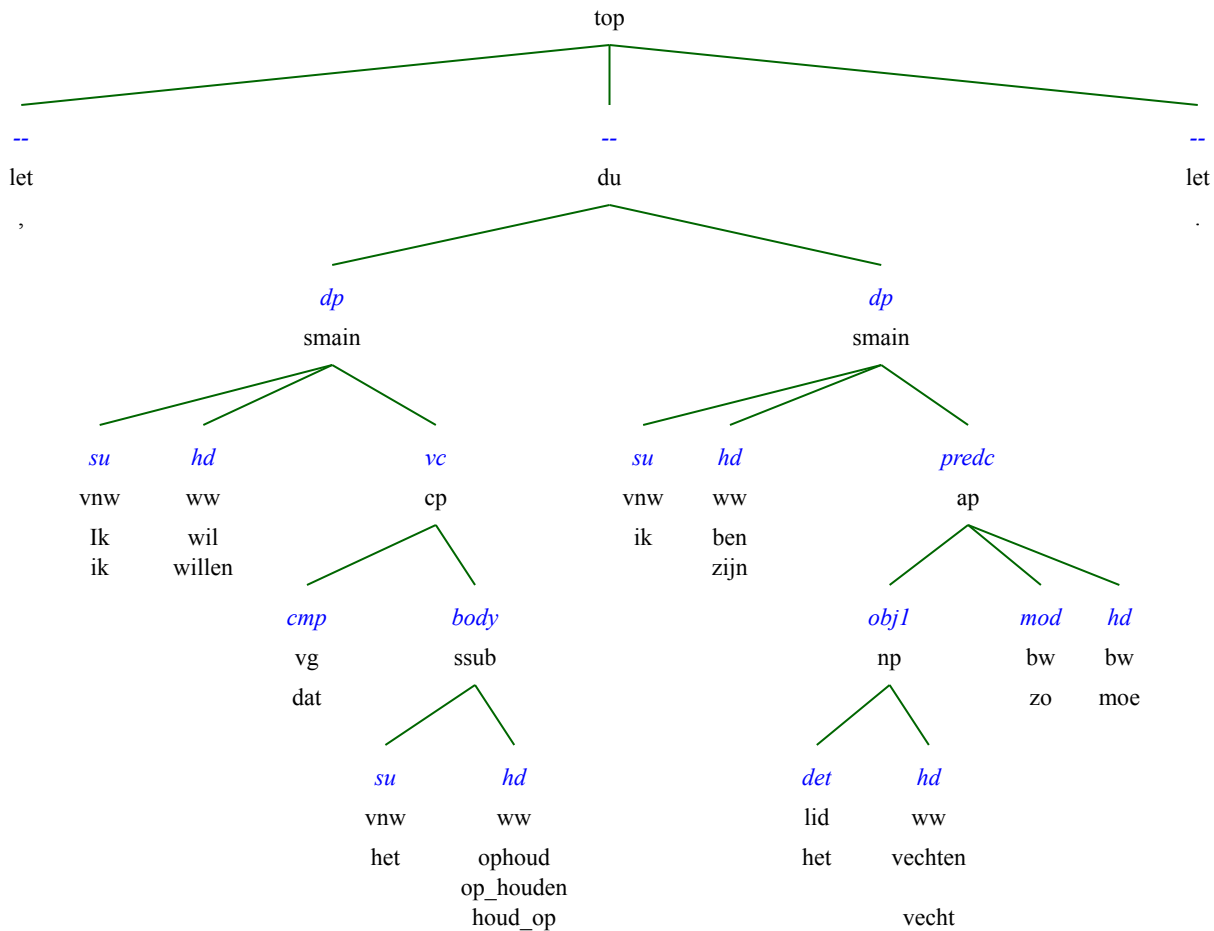 top
-- -- --
let du let
, .
dp dp
smain smain
su hd vc su hd predc
vnw ww cp vnw ww ap
Ik wil ik ben
ik willen zijn
cmp body obj1 mod hd
vg ssub np bw bw
dat zo moe
su hd det hd
vnw ww lid ww
het ophoud het vechten
op_houden
houd_op vecht